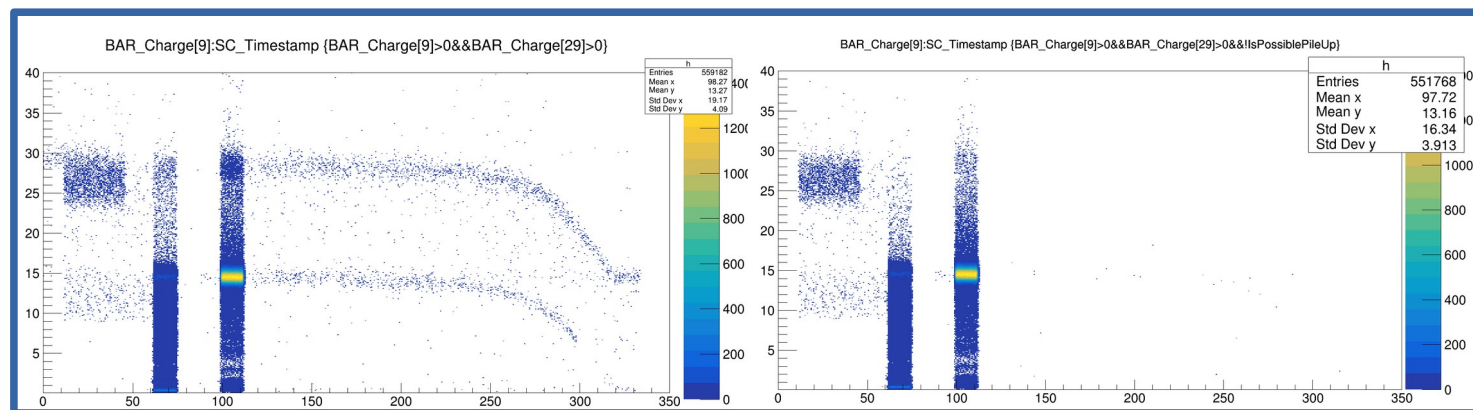 BAR_Charge[9]:SC_Timestamp {BAR_Charge[9]>0&&BAR_Charge[29]>0}
h
Entries 559182
Mean x 98.27
Mean y 13.27
Std Dev x 19.17
Std Dev y 4.09
40
35
30
25
20
15
10
5
0 50 100 150 200 250 300 350
1200
1000
800
600
400
200
0
BAR_Charge[9]:SC_Timestamp {BAR_Charge[9]>0&&BAR_Charge[29]>0&&!IsPossiblePileUp}
h
Entries 551768
Mean x 97.72
Mean y 13.16
Std Dev x 16.34
Std Dev y 3.913
40
35
30
25
20
15
10
5
0 50 100 150 200 250 300 350
800
600
400
200
0